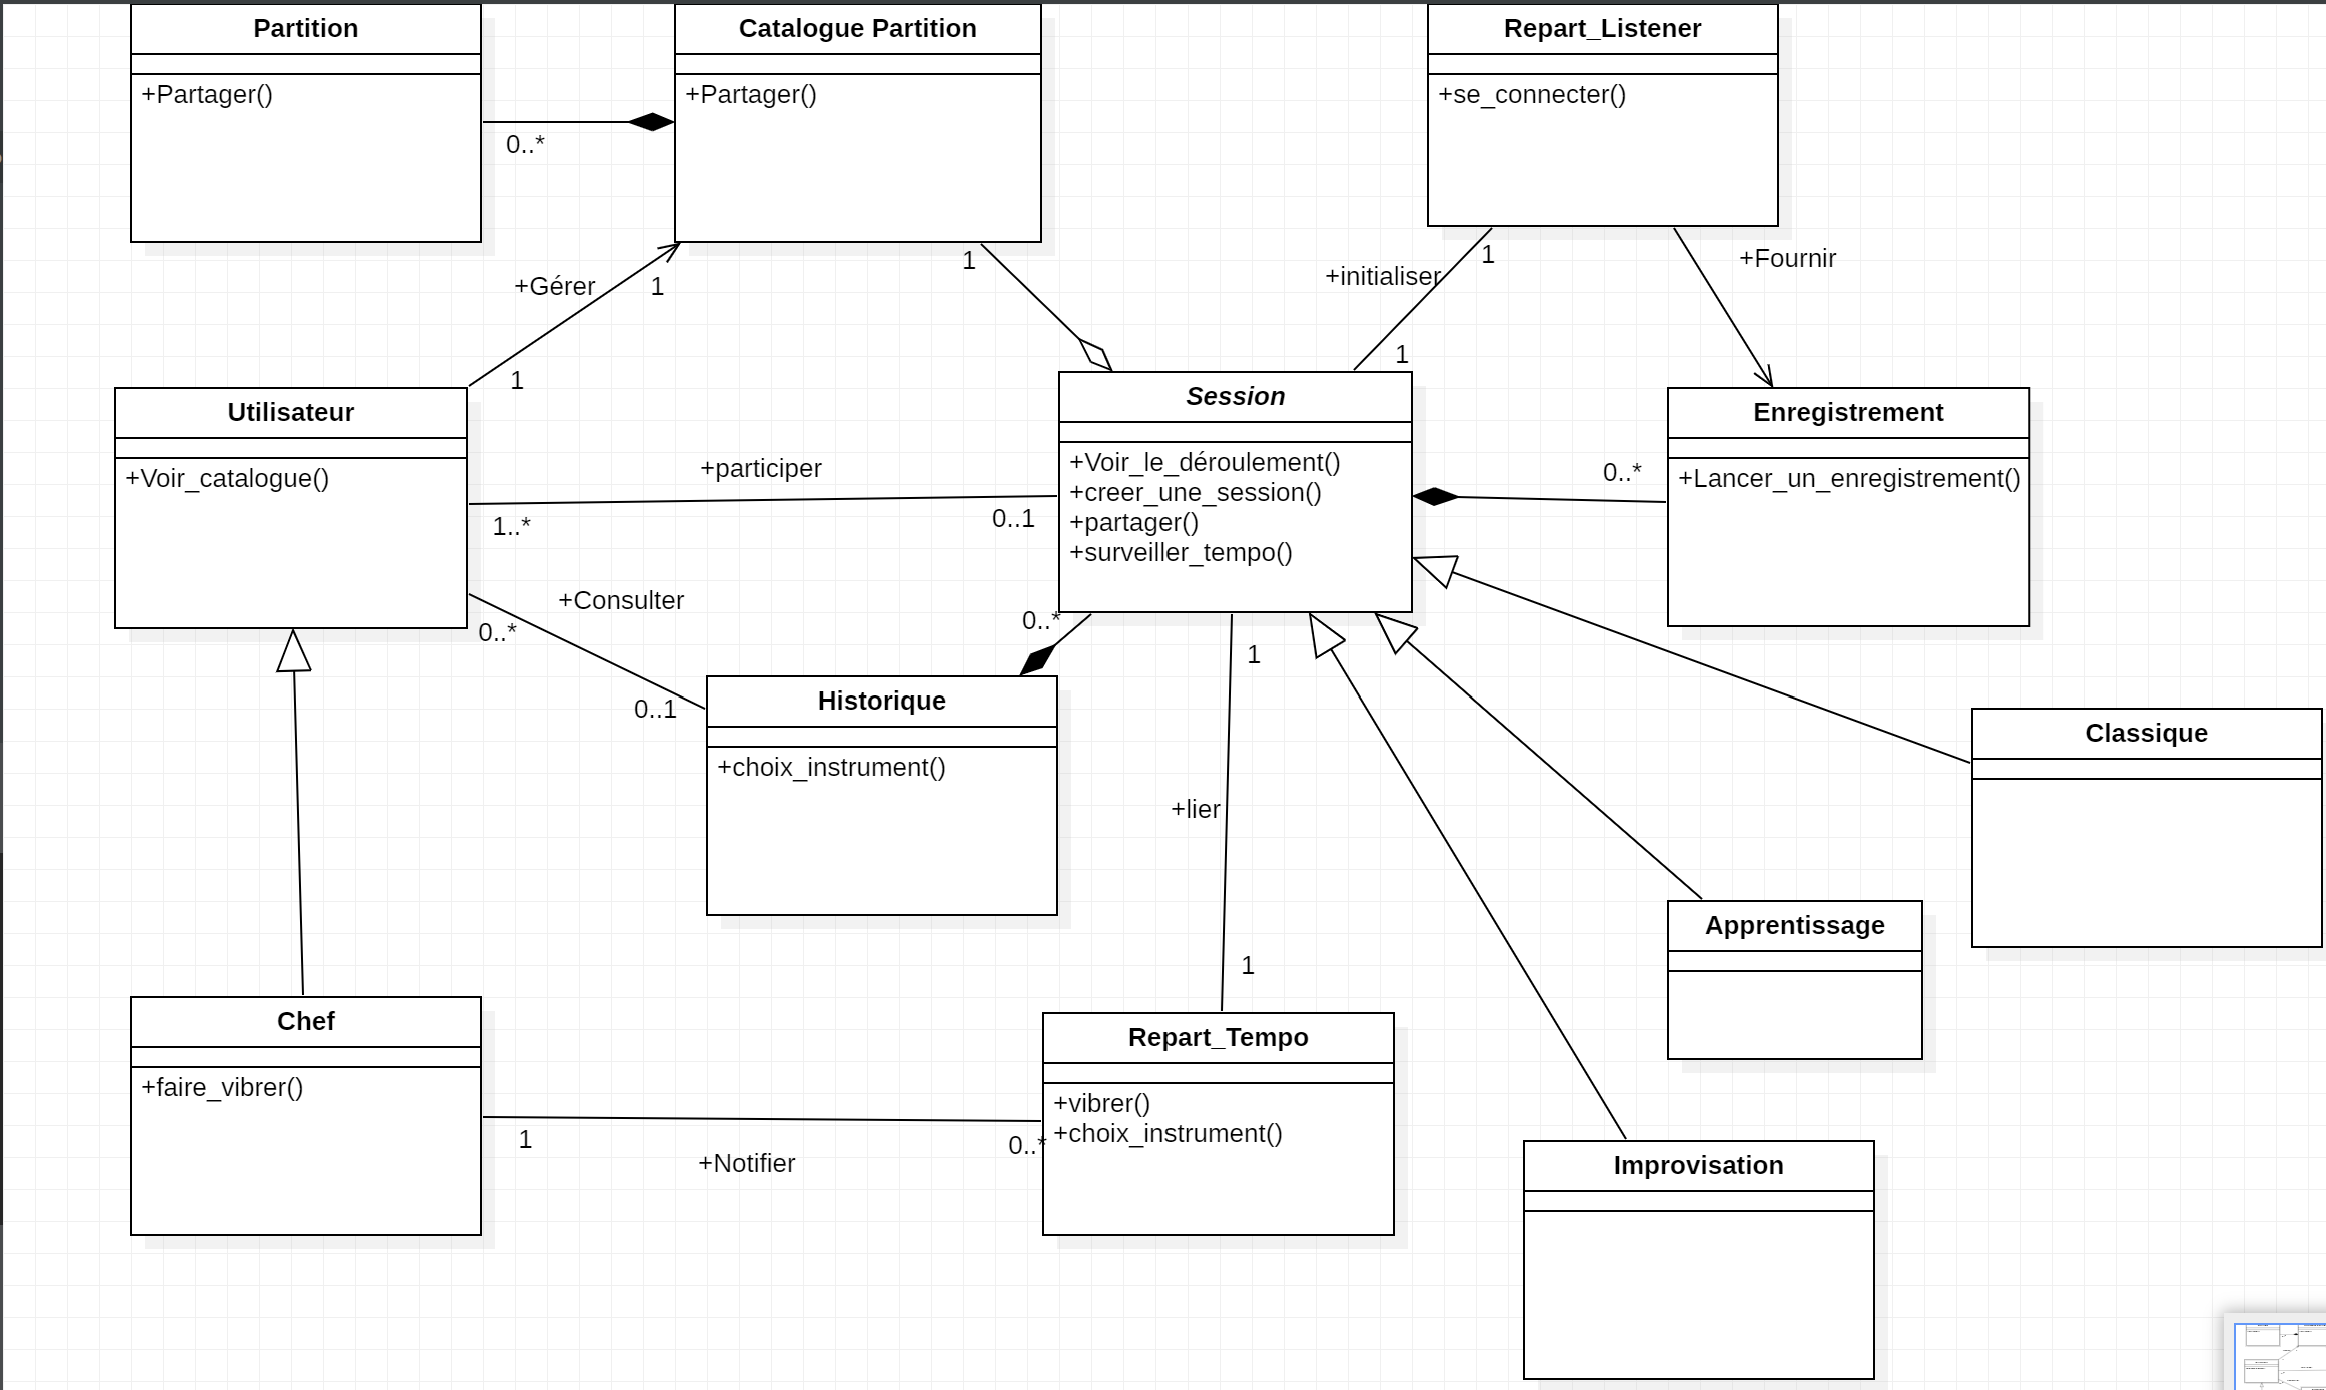 Partition
+Partager()
0..*
Catalogue Partition
+Partager()
Repart_Listener
+se_connecter()
+Gérer
1
1
1
+initialiser
1
1
+Fournir
Utilisateur
+Voir_catalogue()
+participer
1..*
0..1
Session
+Voir_le_déroulement()
+creer_une_session()
+partager()
+surveiller_tempo()
0..*
Enregistrement
+Lancer_un_enregistrement()
+Consulter
0..*
0..1
0..*
Historique
+choix_instrument()
1
+lier
1
Classique
Apprentissage
Chef
+faire_vibrer()
1
+Notifier
0..*
Repart_Tempo
+vibrer()
+choix_instrument()
Improvisation